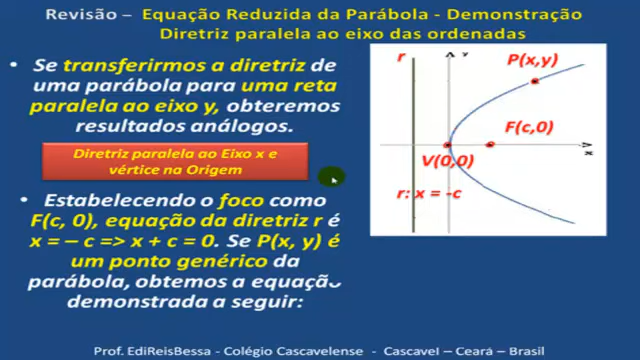 Revisão – Equação Reduzida da Parábola - Demonstração
Diretriz paralela ao eixo das ordenadas
• Se transferirmos a diretriz de
uma parábola para uma reta
paralela ao eixo y, obteremos
resultados análogos.
Diretriz paralela ao Eixo x e
vértice na Origem
• Estabelecendo o foco como
F(c, 0), equação da diretriz r é
x = – c => x + c = 0. Se P(x, y) é
um ponto genérico da
parábola, obtemos a equação
demonstrada a seguir:
r
y
P(x,y)
F(c,0)
x
V(0,0)
r: x = -c
Prof. EdiReisBessa - Colégio Cascavelense - Cascavel – Ceará – Brasil